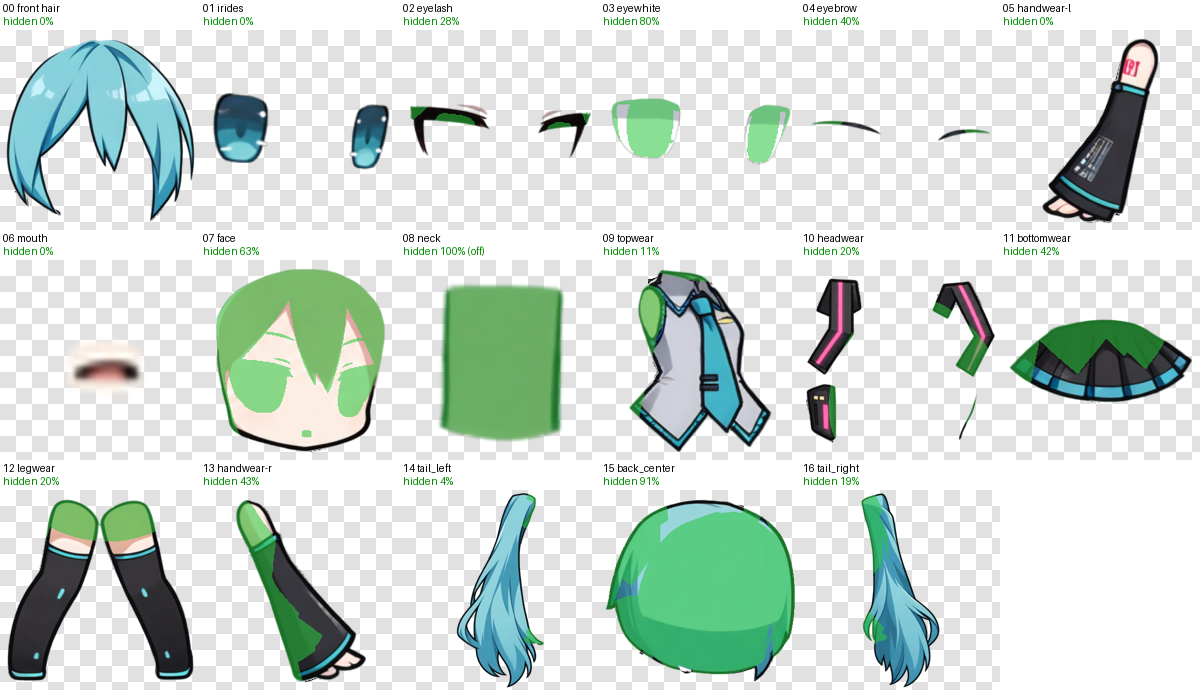 00 front hair
hidden 0%
01 irides
hidden 0%
02 eyelash
hidden 28%
03 eyewhite
hidden 80%
04 eyebrow
hidden 40%
05 handwear-l
hidden 0%
06 mouth
hidden 0%
07 face
hidden 63%
08 neck
hidden 100% (off)
09 topwear
hidden 11%
10 headwear
hidden 20%
11 bottomwear
hidden 42%
12 legwear
hidden 20%
13 handwear-r
hidden 43%
14 tail_left
hidden 4%
15 back_center
hidden 91%
16 tail_right
hidden 19%